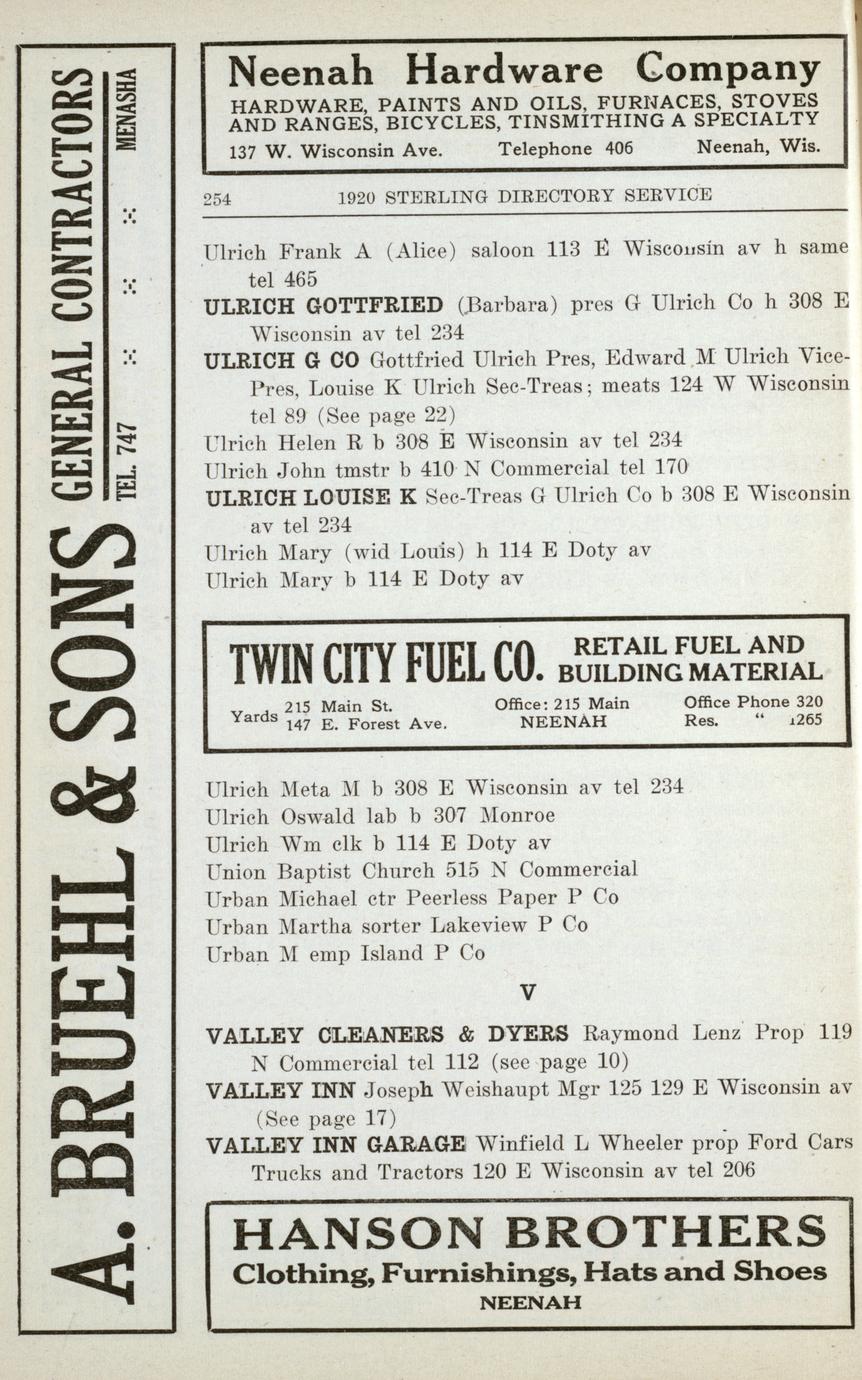 Neenah Hardware Company
HARDWARE, PAINTS AND OILS, FURNACES, STOVES
AND RANGES, BICYCLES, TINSMITHING A SPECIALTY
137 W. Wisconsin Ave. Telephone 406 Neenah, Wis.
254 1920 STERLING DIRECTORY SERVICE
Ulrich Frank A (Alice) saloon 113 E Wisconsin av h same
tel 465
ULRICH GOTTFRIED (Barbara) pres G Ulrich Co h 308 E
Wisconsin av tel 234
ULRICH G CO Gottfried Ulrich Pres, Edward M Ulrich Vice-
Pres, Louise K Ulrich Sec-Treas; meats 124 W Wisconsin
tel 89 (See page 22)
Ulrich Helen R b 308 E Wisconsin av tel 234
Ulrich John tmstr b 410 N Commercial tel 170
ULRICH LOUISE K Sec-Treas G Ulrich Co b 308 E Wisconsin
av tel 234
Ulrich Mary (wid Louis) h 114 E Doty av
Ulrich Mary b 114 E Doty av
TWIN CITY FUEL CO. RETAIL FUEL AND
BUILDING MATERIAL
Yards 215 Main St. Office: 215 Main Office Phone 320
147 E. Forest Ave. NEENAH Res. “ 1265
Ulrich Meta M b 308 E Wisconsin av tel 234
Ulrich Oswald lab b 307 Monroe
Ulrich Wm clk b 114 E Doty av
Union Baptist Church 515 N Commercial
Urban Michael ctr Peerless Paper P Co
Urban Martha sorter Lakeview P Co
Urban M emp Island P Co
V
VALLEY CLEANERS & DYERS Raymond Lenz Prop 119
N Commercial tel 112 (see page 10)
VALLEY INN Joseph Weishaupt Mgr 125 129 E Wisconsin av
(See page 17)
VALLEY INN GARAGE Winfield L Wheeler prop Ford Cars
Trucks and Tractors 120 E Wisconsin av tel 206
HANSON BROTHERS
Clothing, Furnishings, Hats and Shoes
NEENAH
A. BRUEHL & SONS GENERAL CONTRACTORS
TEL. 747 MENASHA